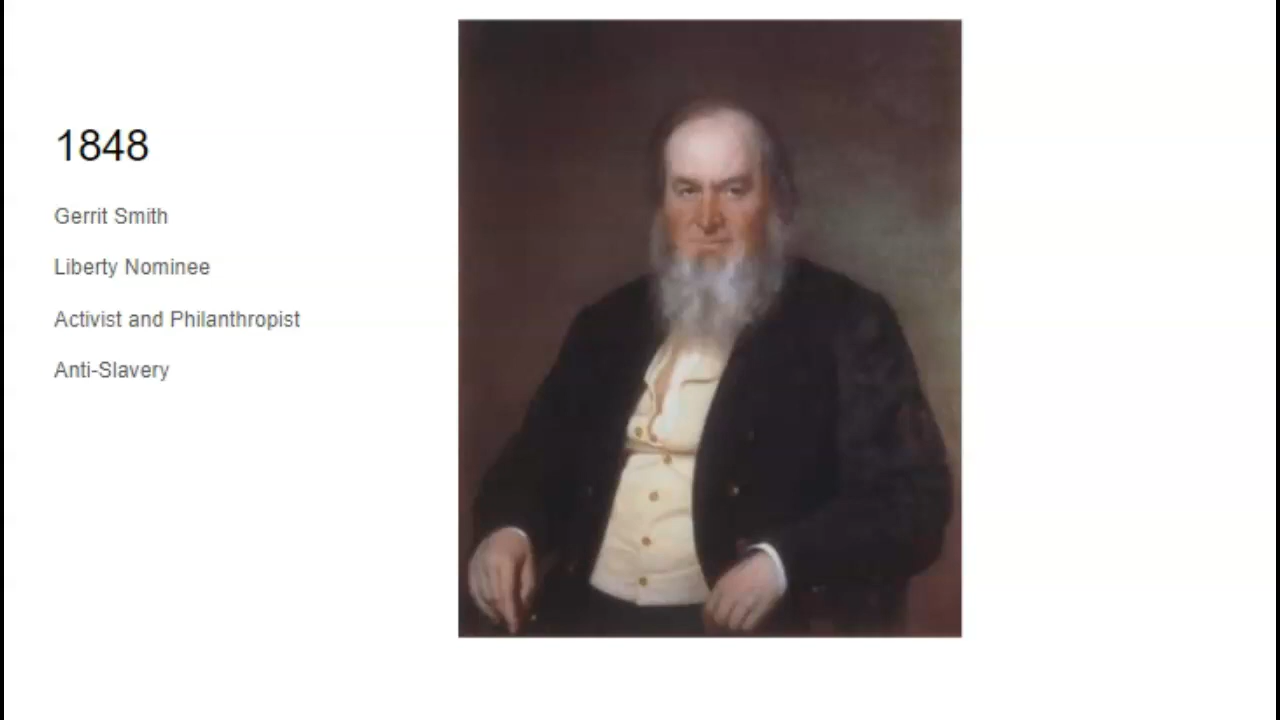 1848
Gerrit Smith
Liberty Nominee
Activist and Philanthropist
Anti-Slavery